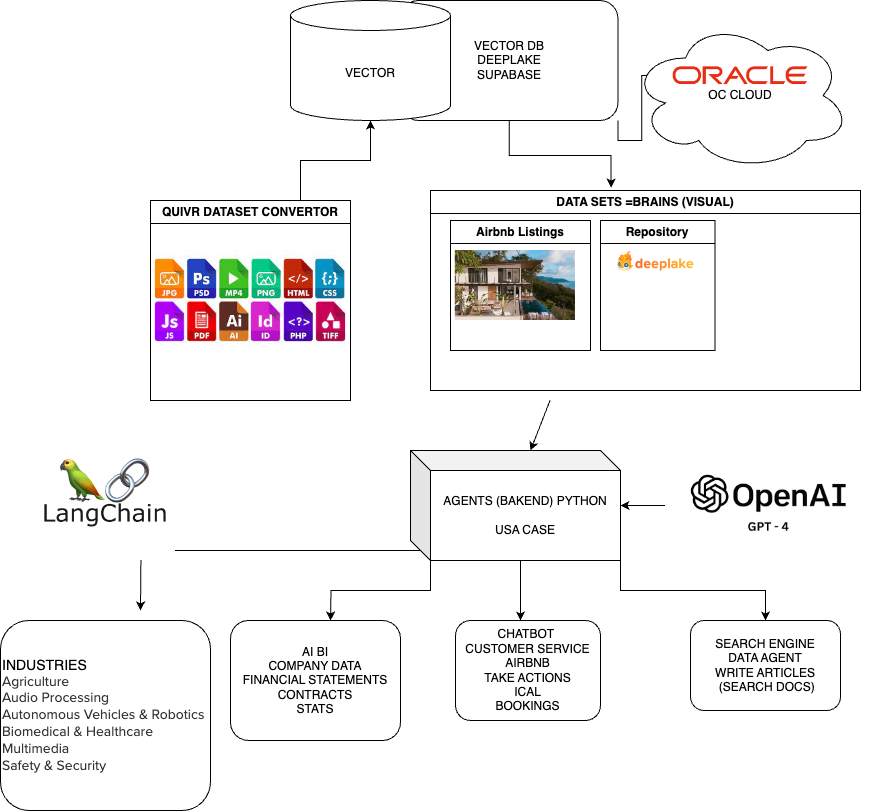 VECTOR
VECTOR DB
DEEPLAKE
SUPABASE
ORACLE
OC CLOUD
QUIVR DATASET CONVERTOR
JPG
Ps
PSD
MP4
PNG
</>
HTML
{;}
CSS
Js
JS
PDF
Ai
AI
Id
ID
<?>
PHP
TIFF
DATA SETS =BRAINS (VISUAL)
Airbnb Listings
Repository
deeplake
LangChain
AGENTS (BAKEND) PYTHON
USA CASE
OpenAI
GPT - 4
INDUSTRIES
Agriculture
Audio Processing
Autonomous Vehicles & Robotics
Biomedical & Healthcare
Multimedia
Safety & Security
AI BI
COMPANY DATA
FINANCIAL STATEMENTS
CONTRACTS
STATS
CHATBOT
CUSTOMER SERVICE
AIRBNB
TAKE ACTIONS
ICAL
BOOKINGS
SEARCH ENGINE
DATA AGENT
WRITE ARTICLES
(SEARCH DOCS)